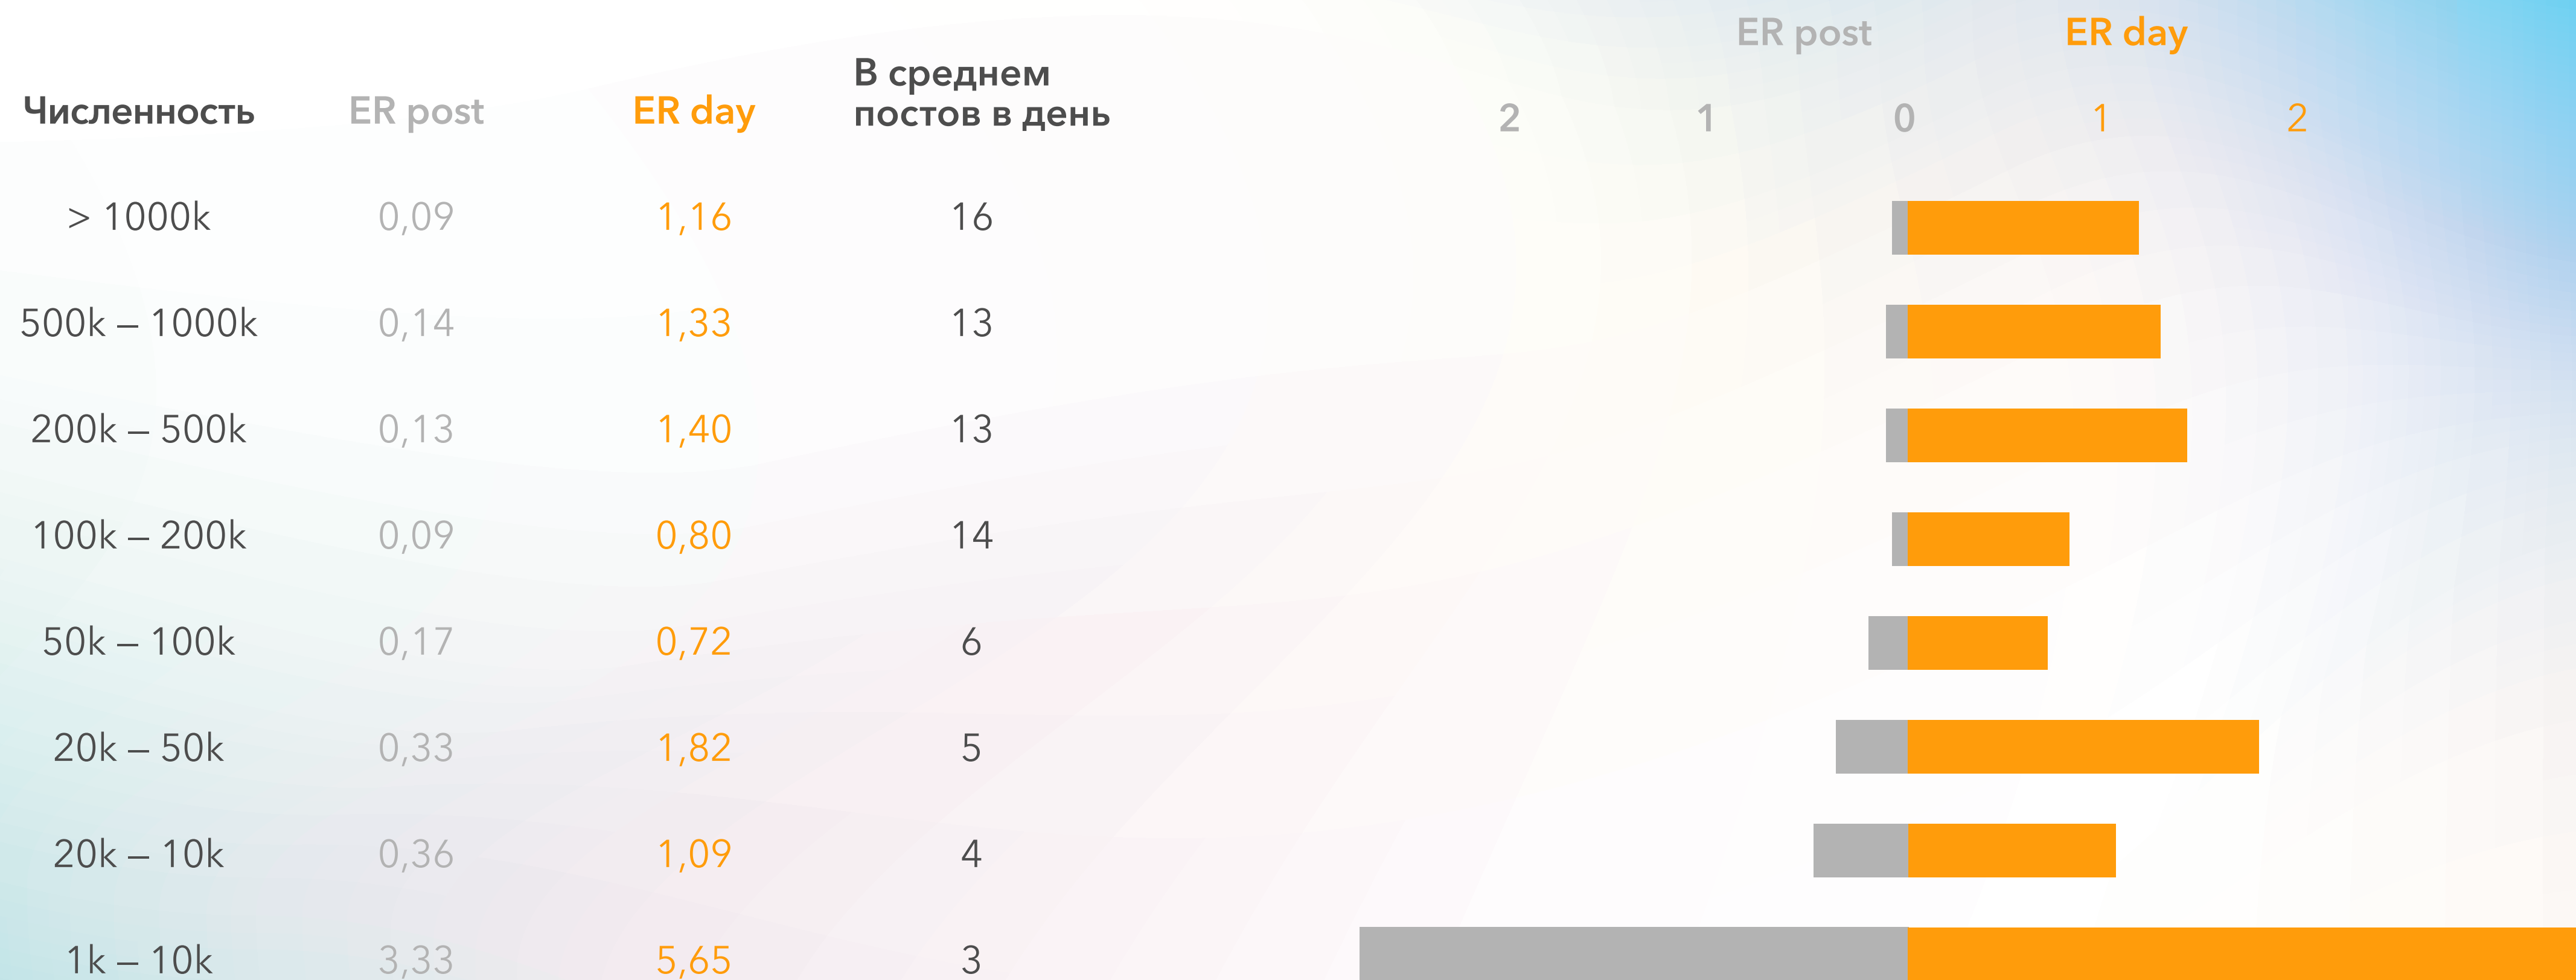 ER post ER day
Численность ER post ER day В среднем
постов в день
2 1 0 1 2
> 1000k 0,09 1,16 16
500k – 1000k 0,14 1,33 13
200k – 500k 0,13 1,40 13
100k – 200k 0,09 0,80 14
50k – 100k 0,17 0,72 6
20k – 50k 0,33 1,82 5
20k – 10k 0,36 1,09 4
1k – 10k 3,33 5,65 3